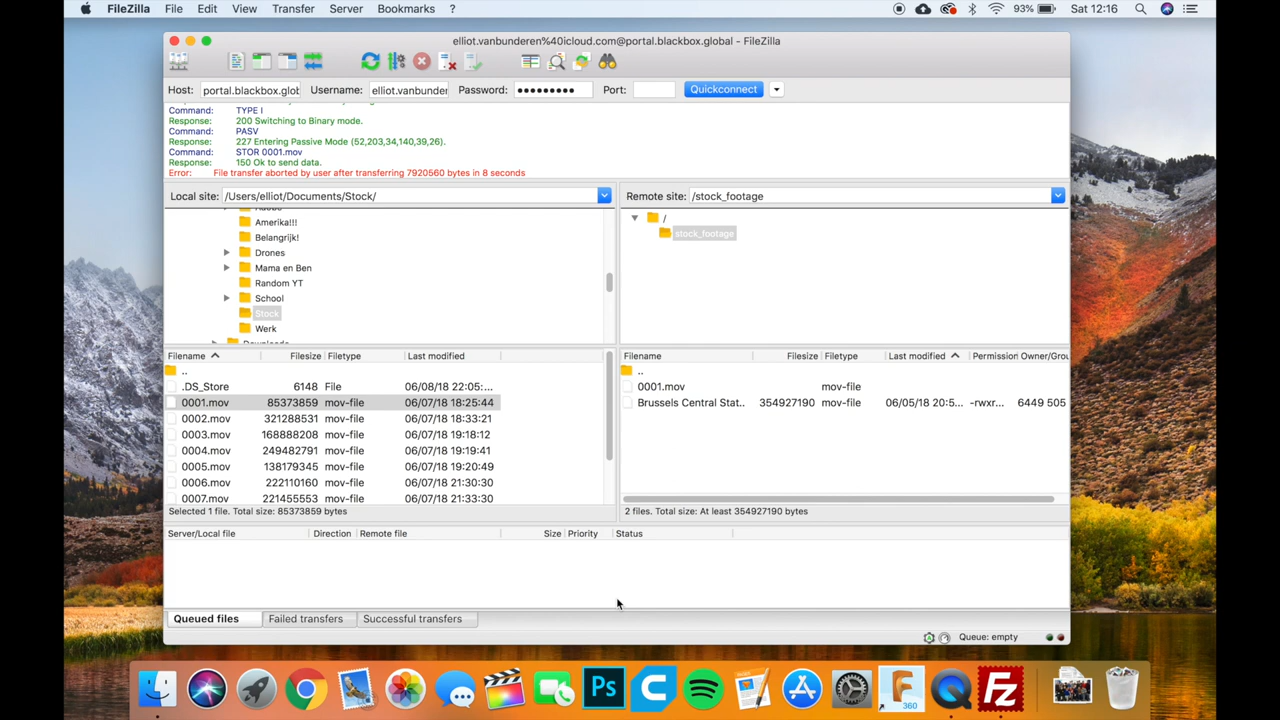 FileZilla File Edit View Transfer Server Bookmarks ? 93% Sat 12:16
elliot.vanbunderen%40icloud.com@portal.blackbox.global - FileZilla
Host: portal.blackbox.glob Username: elliot.vanbunder Password: ●●●●●●●●● Port: Quickconnect
Command: TYPE I
Response: 200 Switching to Binary mode.
Command: PASV
Response: 227 Entering Passive Mode (52,203,34,140,39,26).
Command: STOR 0001.mov
Response: 150 Ok to send data.
Error: File transfer aborted by user after transferring 7920560 bytes in 8 seconds
Local site: /Users/elliot/Documents/Stock/
Amerika!!!
Belangrijk!
Drones
Mama en Ben
Random YT
School
Stock
Werk
Remote site: /stock_footage
/
stock_footage
Filename Filesize Filetype Last modified
..
.DS_Store 6148 File 06/08/18 22:05:...
0001.mov 85373859 mov-file 06/07/18 18:25:44
0002.mov 321288531 mov-file 06/07/18 18:33:21
0003.mov 168888208 mov-file 06/07/18 19:18:12
0004.mov 249482791 mov-file 06/07/18 19:19:41
0005.mov 138179345 mov-file 06/07/18 19:20:49
0006.mov 222110160 mov-file 06/07/18 21:30:30
0007.mov 221455553 mov-file 06/07/18 21:33:30
Selected 1 file. Total size: 85373859 bytes
Filename Filesize Filetype Last modified Permission Owner/Grou
..
0001.mov mov-file
Brussels Central Stat.. 354927190 mov-file 06/05/18 20:5... -rwxr... 6449 505
2 files. Total size: At least 354927190 bytes
Server/Local file Direction Remote file Size Priority Status
Queued files Failed transfers Successful transfers
Queue: empty
Ps
360
Fz